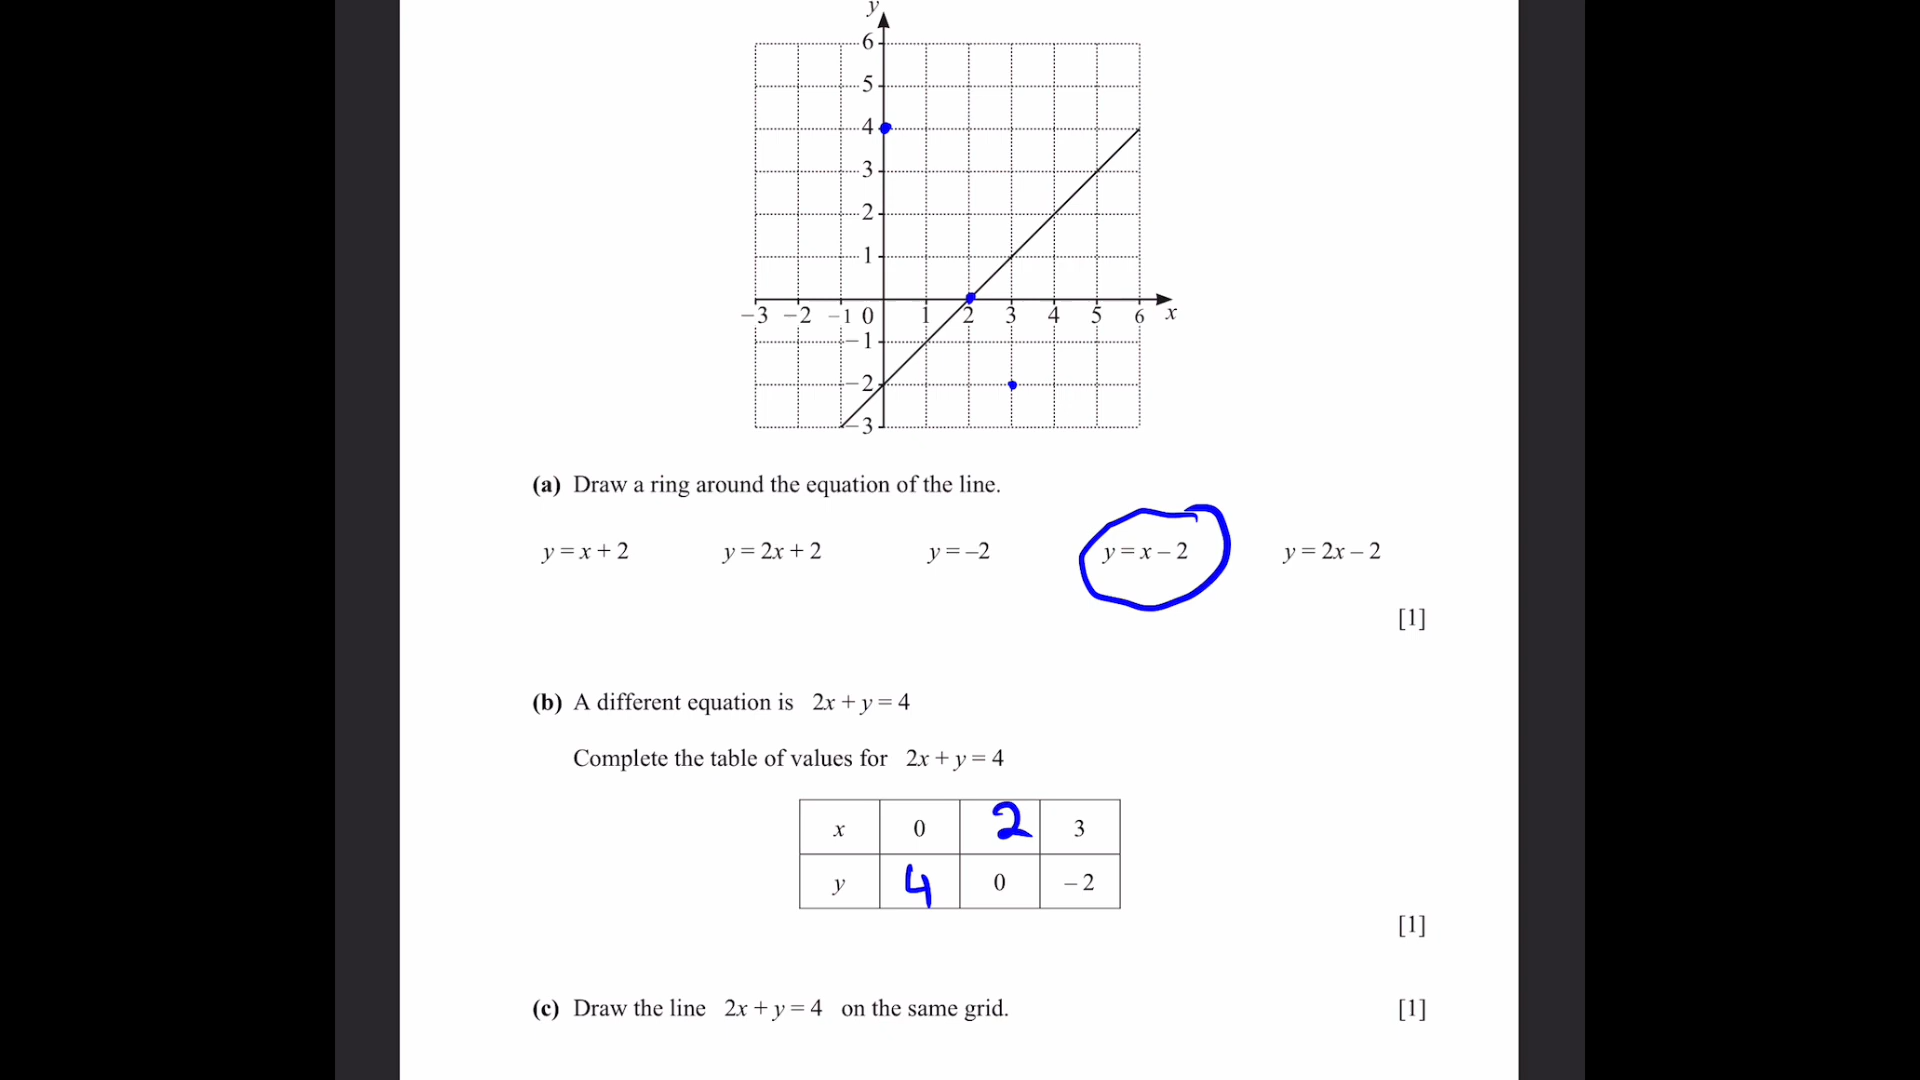 y
6
5
4
3
2
1
−3 −2 −1 0 1 2 3 4 5 6 x
−1
−2
−3
(a) Draw a ring around the equation of the line.
y = x + 2 y = 2x + 2 y = –2 y = x – 2 y = 2x – 2
[1]
(b) A different equation is 2x + y = 4
Complete the table of values for 2x + y = 4
x 0 2 3
y 4 0 – 2
[1]
(c) Draw the line 2x + y = 4 on the same grid. [1]